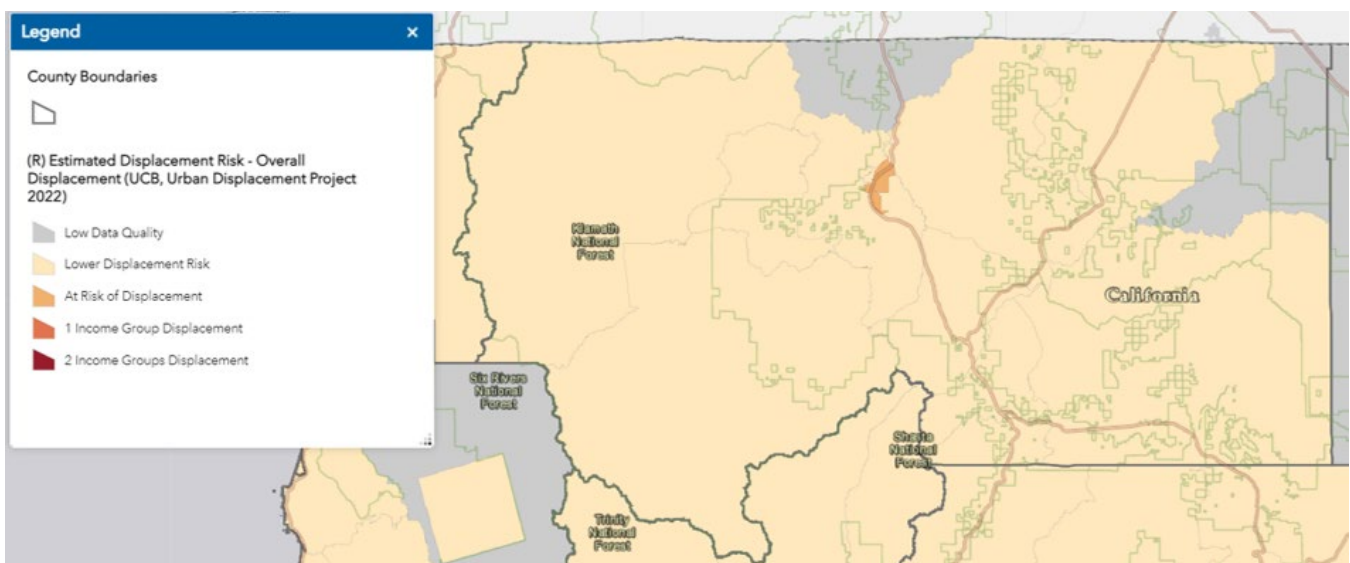 Legend
County Boundaries
(R) Estimated Displacement Risk - Overall
Displacement (UCB, Urban Displacement Project
2022)
Low Data Quality
Lower Displacement Risk
At Risk of Displacement
1 Income Group Displacement
2 Income Groups Displacement
Klamath
National
Forest
California
Six Rivers
National
Forest
Shasta
National
Forest
Trinity
National
Forest